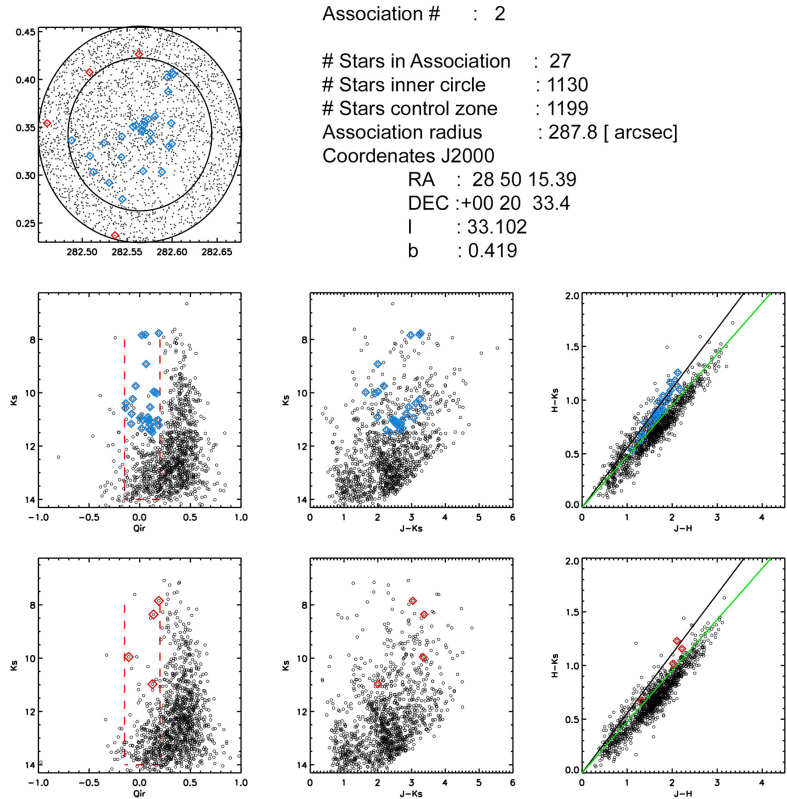 Association # : 2
# Stars in Association : 27
# Stars inner circle : 1130
# Stars control zone : 1199
Association radius : 287.8 [ arcsec]
Coordenates J2000
RA : 28 50 15.39
DEC :+00 20 33.4
l : 33.102
b : 0.419
0.45
0.40
0.35
0.30
0.25
282.50 282.55 282.60 282.65
8
10
12
14
Ks
-1.0 -0.5 0.0 0.5 1.0
Qir
8
10
12
14
Ks
0 1 2 3 4 5 6
J-Ks
2.0
1.5
1.0
0.5
0.0
H-Ks
0 1 2 3 4
J-H
8
10
12
14
Ks
-1.0 -0.5 0.0 0.5 1.0
Qir
8
10
12
14
Ks
0 1 2 3 4 5 6
J-Ks
2.0
1.5
1.0
0.5
0.0
H-Ks
0 1 2 3 4
J-H